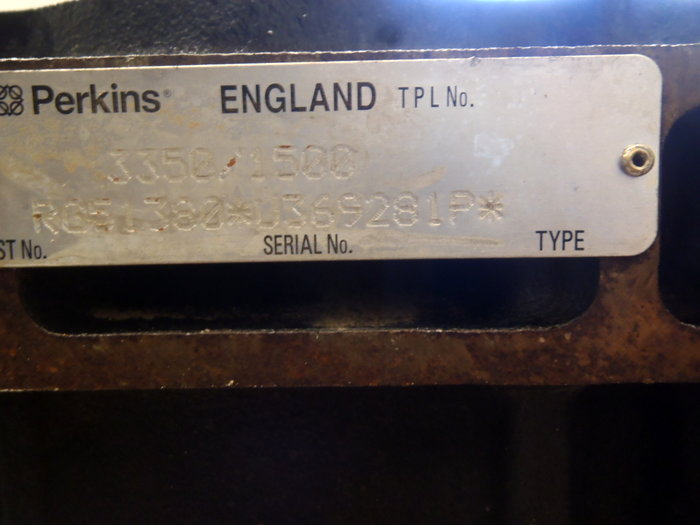 Perkins® ENGLAND TPL No.
3350/1500
RG51380*U369281P*
ST No. SERIAL No. TYPE